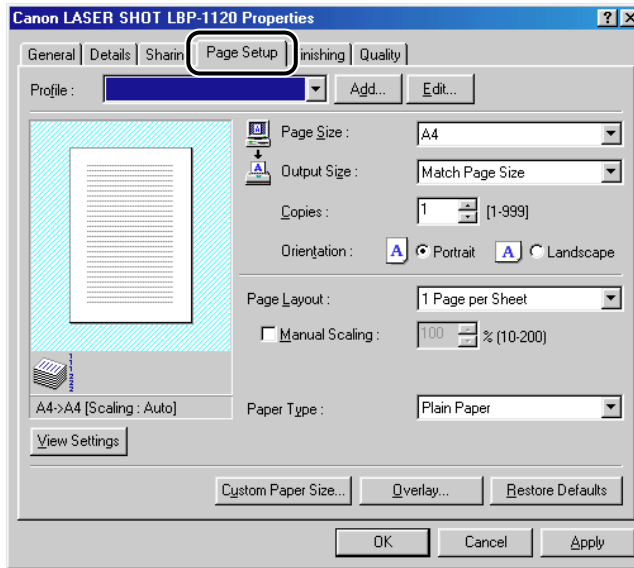 Canon LASER SHOT LBP-1120 Properties
General Details Sharin Page Setup inishing Quality
Profile : Add... Edit...
Page Size : A4
Output Size : Match Page Size
Copies : 1 [1-999]
Orientation : A Portrait A Landscape
Page Layout : 1 Page per Sheet
Manual Scaling : 100 % (10-200)
A4->A4 [Scaling : Auto]
Paper Type : Plain Paper
View Settings
Custom Paper Size... Overlay... Restore Defaults
OK Cancel Apply